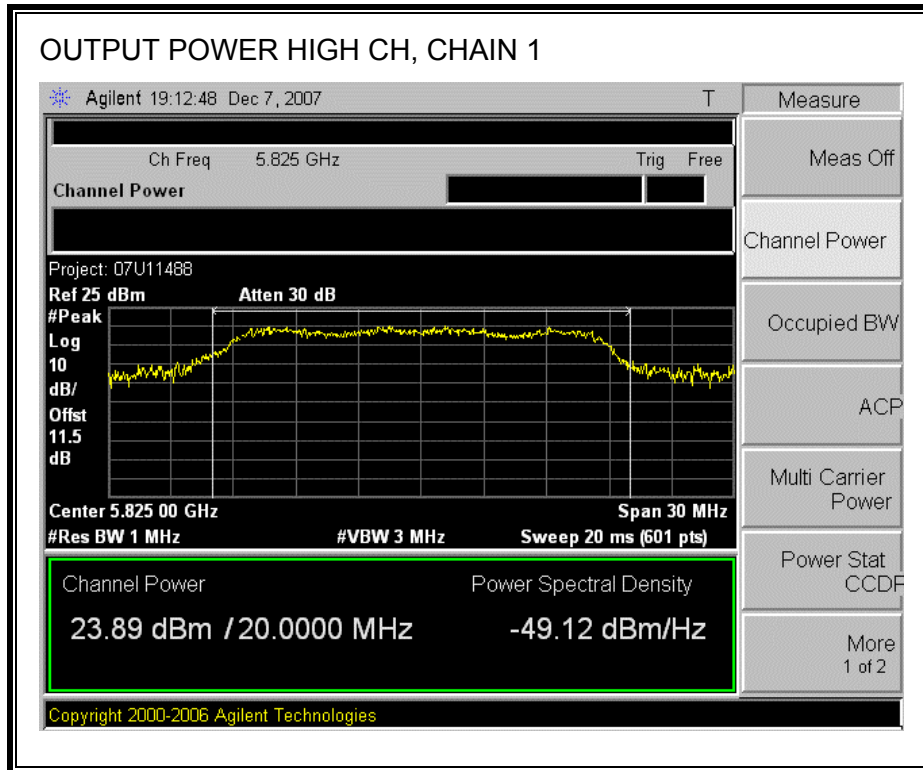 OUTPUT POWER HIGH CH, CHAIN 1
Agilent 19:12:48 Dec 7, 2007 T
Measure
Ch Freq 5.825 GHz Trig Free
Meas Off
Channel Power
Channel Power
Project: 07U11488
Ref 25 dBm Atten 30 dB
#Peak
Log
10
dB/
Offst
11.5
dB
Occupied BW
ACP
Multi Carrier
Power
Center 5.825 00 GHz Span 30 MHz
#Res BW 1 MHz #VBW 3 MHz Sweep 20 ms (601 pts)
Power Stat
CCDF
Channel Power Power Spectral Density
23.89 dBm / 20.0000 MHz -49.12 dBm/Hz
More
1 of 2
Copyright 2000-2006 Agilent Technologies